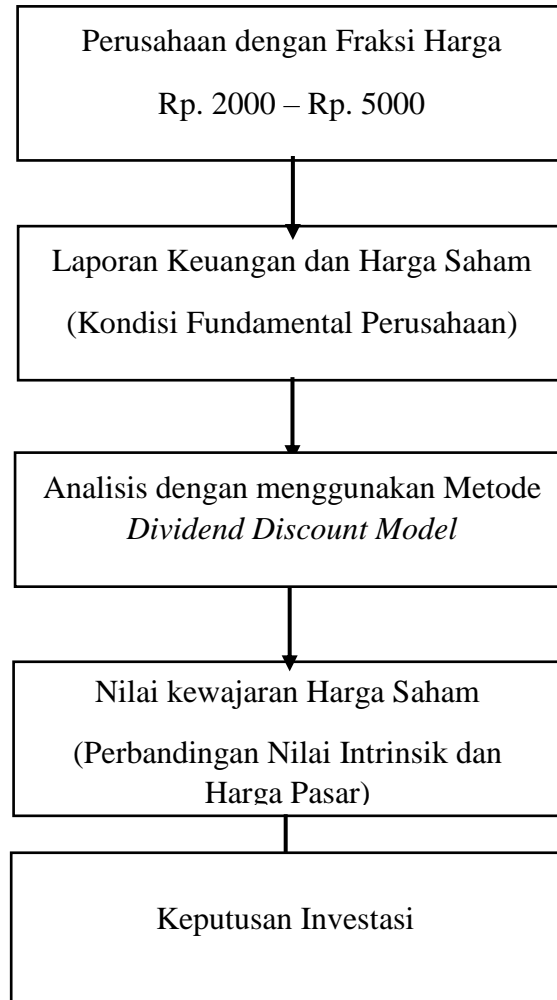 Perusahaan dengan Fraksi Harga
Rp. 2000 – Rp. 5000
Laporan Keuangan dan Harga Saham
(Kondisi Fundamental Perusahaan)
Analisis dengan menggunakan Metode
Dividend Discount Model
Nilai kewajaran Harga Saham
(Perbandingan Nilai Intrinsik dan
Harga Pasar)
Keputusan Investasi